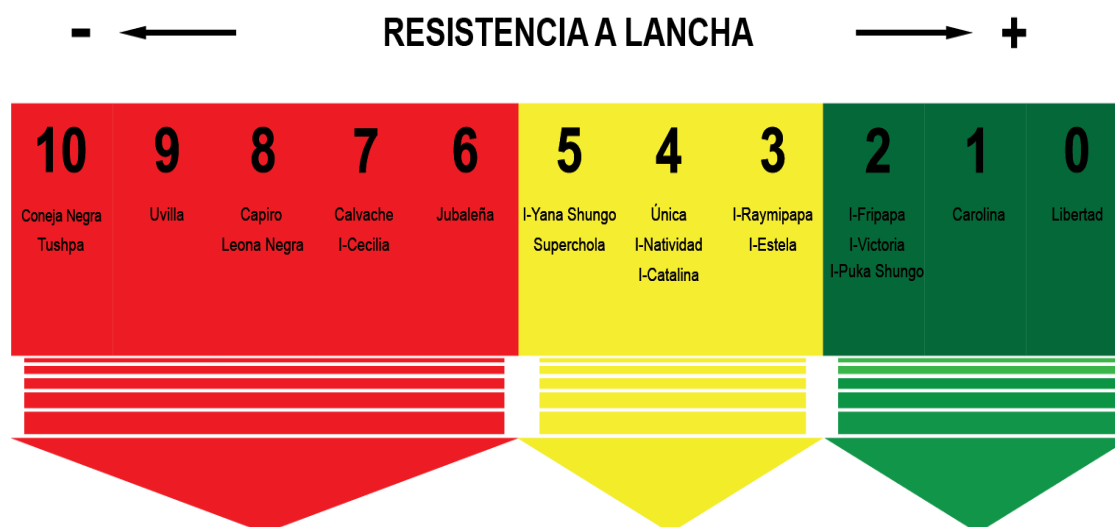 - RESISTENCIA A LANCHA +
10 9 8 7 6 5 4 3 2 1 0
Coneja Negra Uvilla Capiro Calvache Jubaleña I-Yana Shungo Única I-Raymipapa I-Fripapa Carolina Libertad
Tushpa Leona Negra I-Cecilia Superchola I-Natividad I-Estela I-Victoria
I-Catalina I-Puka Shungo